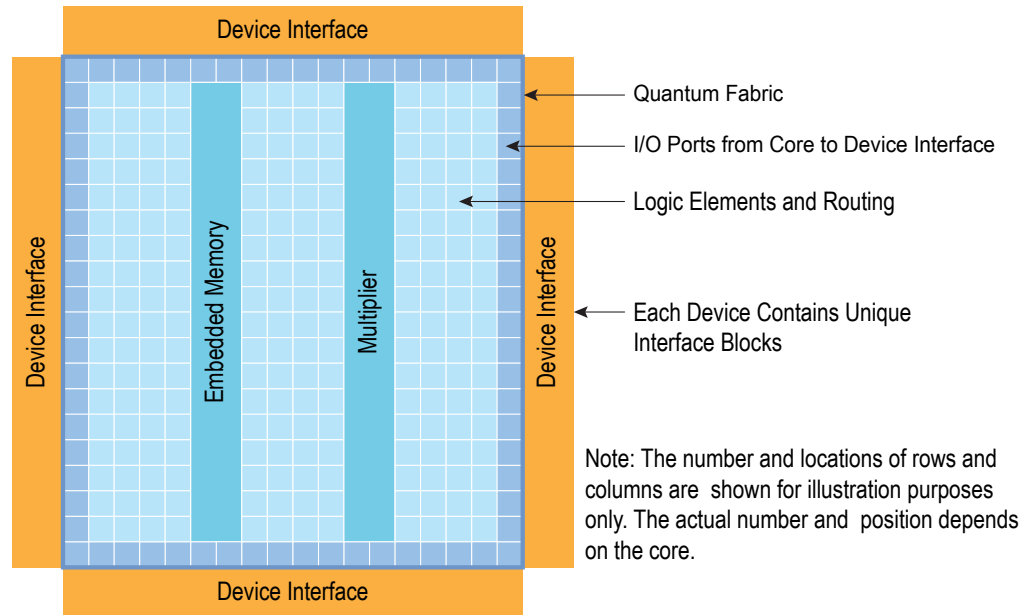 Device Interface
Quantum Fabric
I/O Ports from Core to Device Interface
Logic Elements and Routing
Device Interface
Embedded Memory
Multiplier
Device Interface
Each Device Contains Unique
Interface Blocks
Note: The number and locations of rows and
columns are  shown for illustration purposes
only. The actual number and  position depends
on the core.
Device Interface